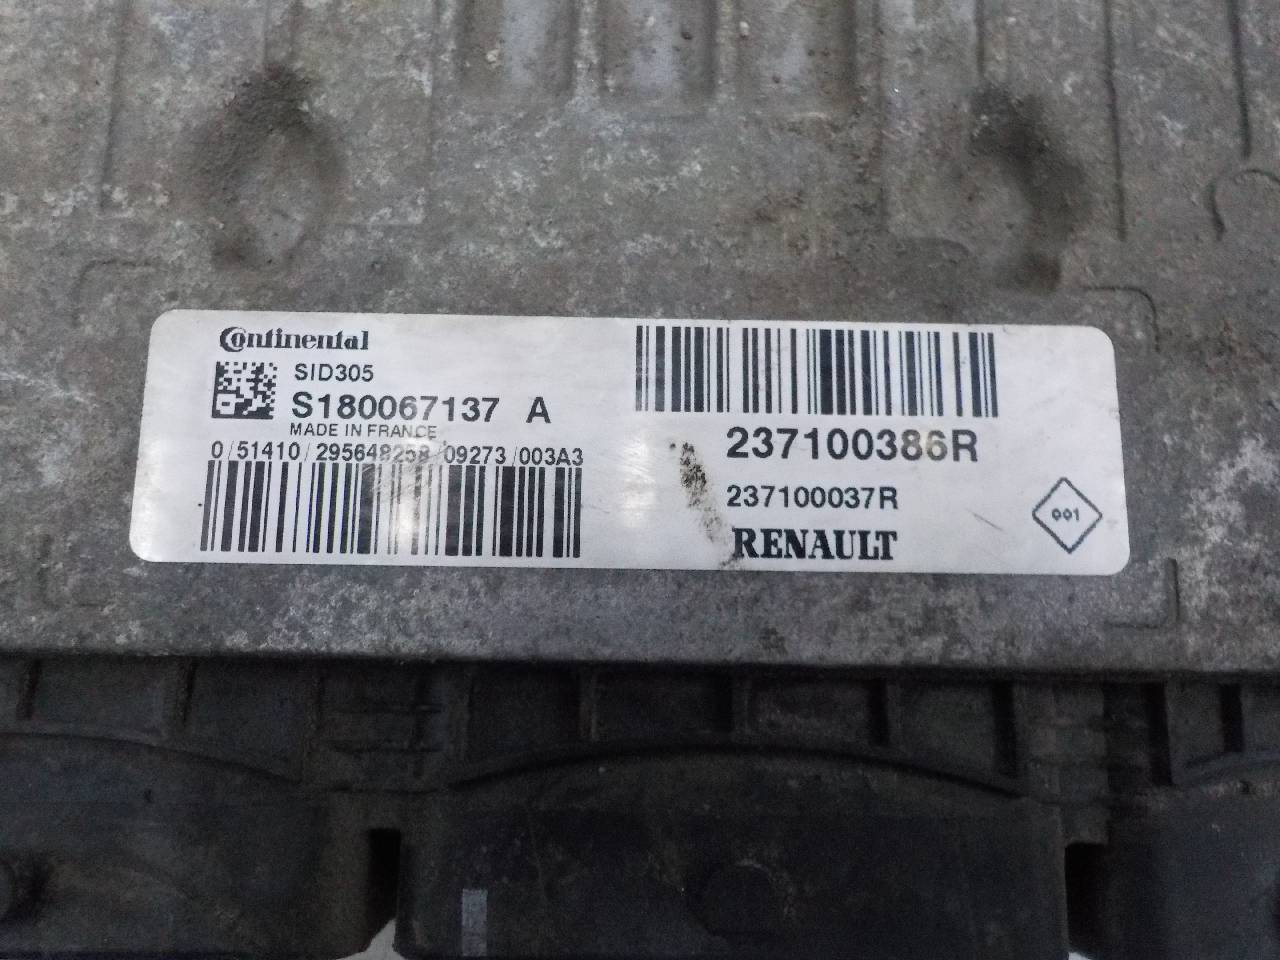 Continental
SID305
S180067137 A
MADE IN FRANCE
0/51410/295648258/09273/003A3
237100386R
237100037R
RENAULT
001